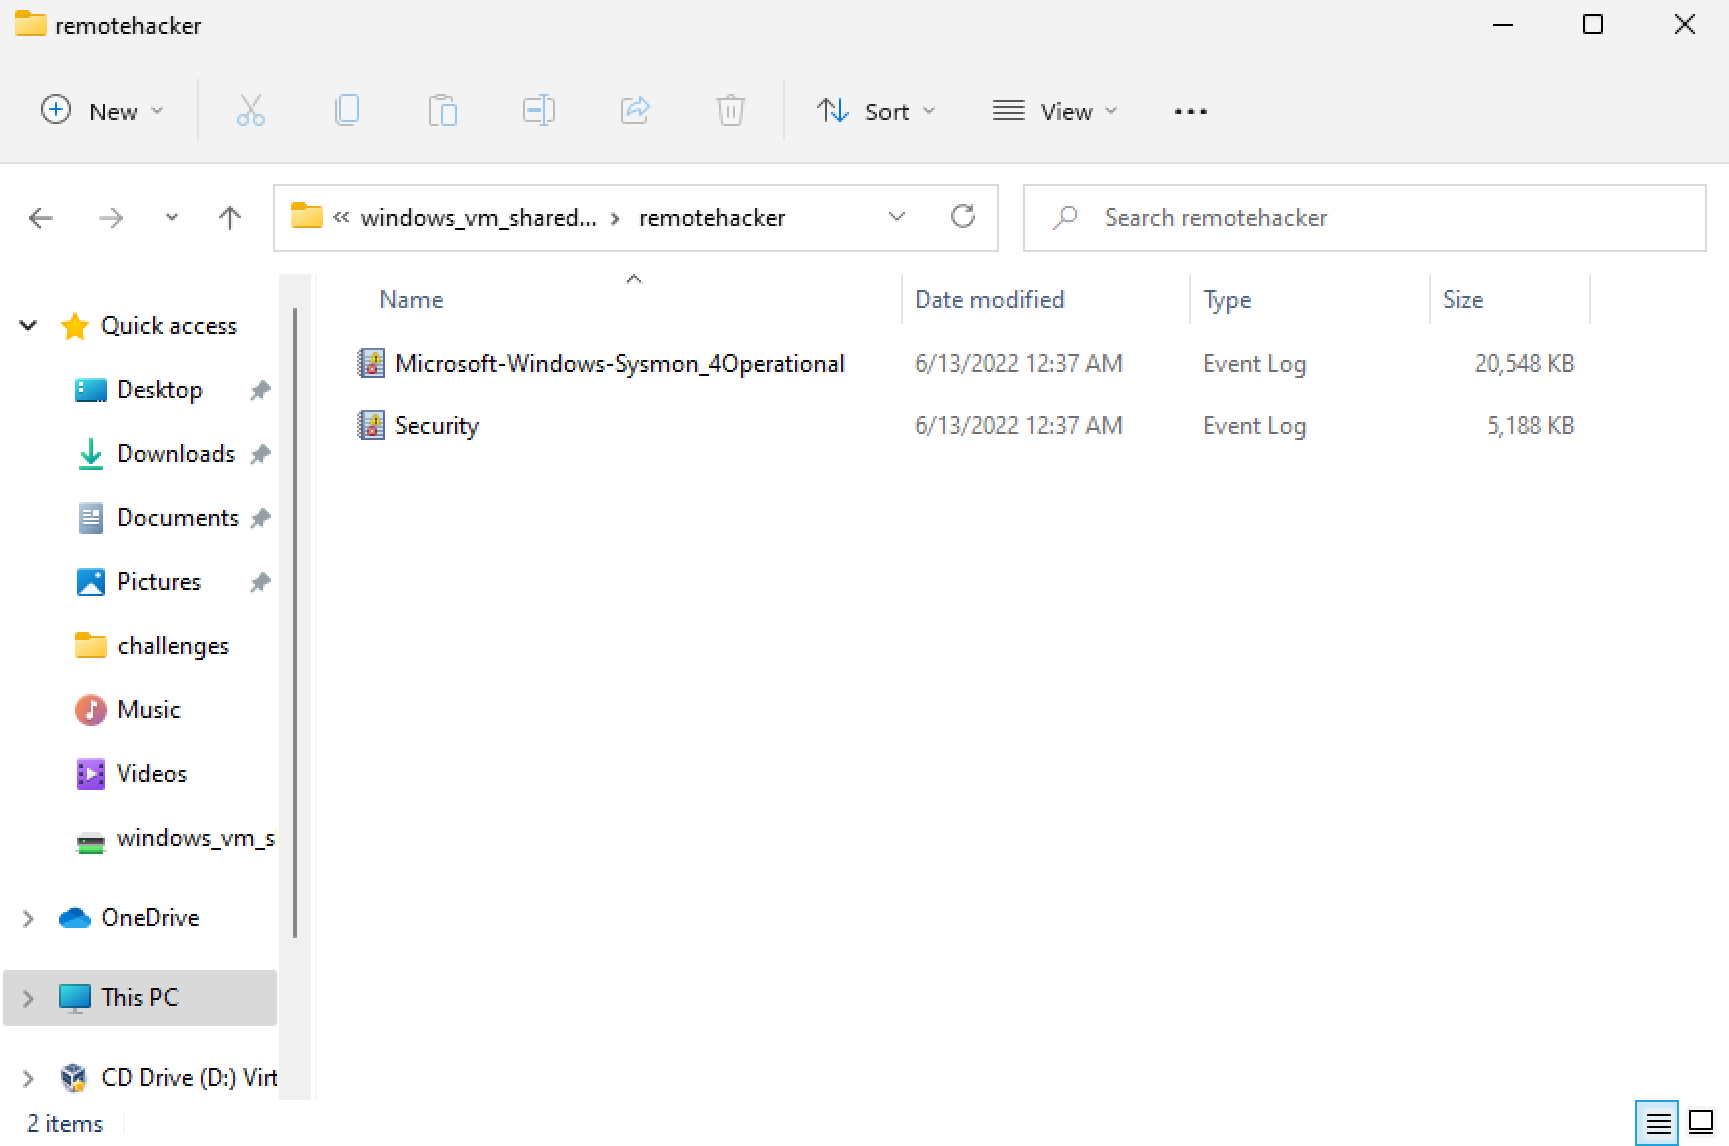 remotehacker
New
Sort
View
« windows_vm_shared... › remotehacker
Search remotehacker
Name
Date modified
Type
Size
Microsoft-Windows-Sysmon_4Operational
6/13/2022 12:37 AM
Event Log
20,548 KB
Security
6/13/2022 12:37 AM
Event Log
5,188 KB
Quick access
Desktop
Downloads
Documents
Pictures
challenges
Music
Videos
windows_vm_s
OneDrive
This PC
CD Drive (D:) Virt
2 items